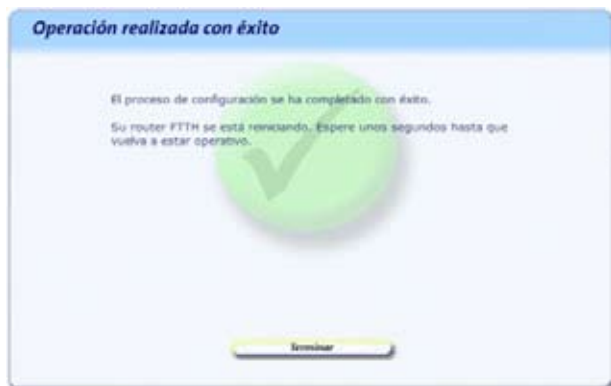 Operación realizada con éxito
El proceso de configuración se ha completado con éxito.
Su router FTTH se está reiniciando. Espere unos segundos hasta que
vuelva a estar operativo.
Terminar